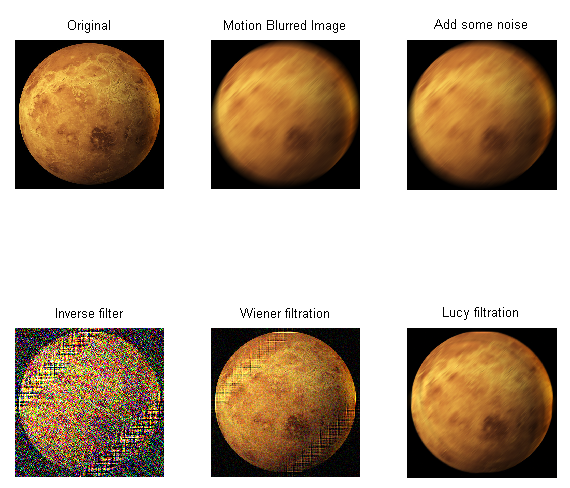 Original
Motion Blurred Image
Add some noise
Inverse filter
Wiener filtration
Lucy filtration